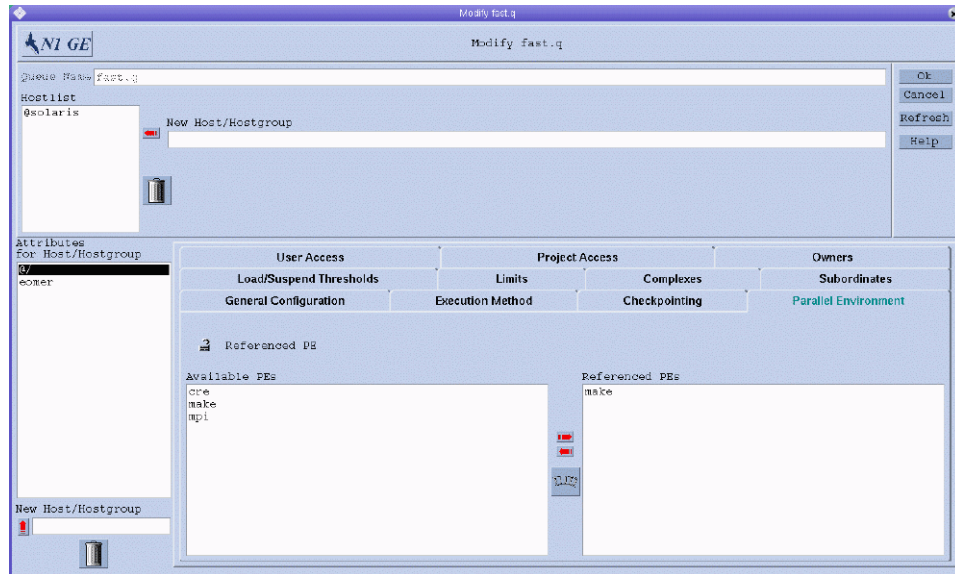 Modify fast.q
N1 GE
Modify fast.q
Queue Name fast.q
Ok
Cancel
Refresh
Help
Hostlist
@solaris
New Host/Hostgroup
Attributes
for Host/Hostgroup
@/
eomer
User Access
Project Access
Owners
Load/Suspend Thresholds
Limits
Complexes
Subordinates
General Configuration
Execution Method
Checkpointing
Parallel Environment
Referenced PE
Available PEs
cre
make
mpi
Referenced PEs
make
New Host/Hostgroup